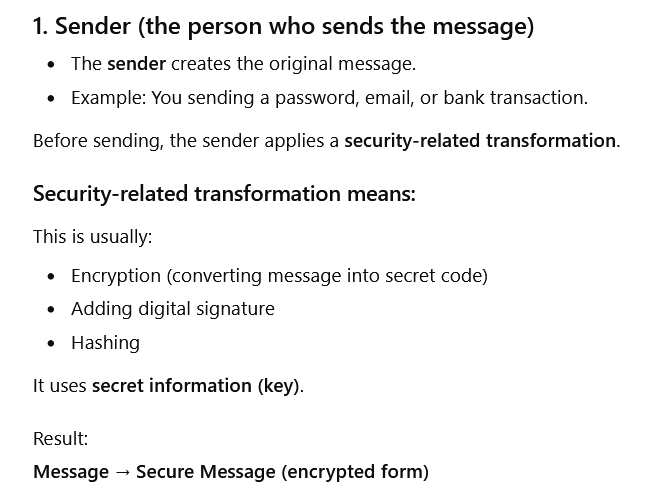 1. Sender (the person who sends the message)
• The sender creates the original message.
• Example: You sending a password, email, or bank transaction.
Before sending, the sender applies a security-related transformation.
Security-related transformation means:
This is usually:
• Encryption (converting message into secret code)
• Adding digital signature
• Hashing
It uses secret information (key).
Result:
Message → Secure Message (encrypted form)